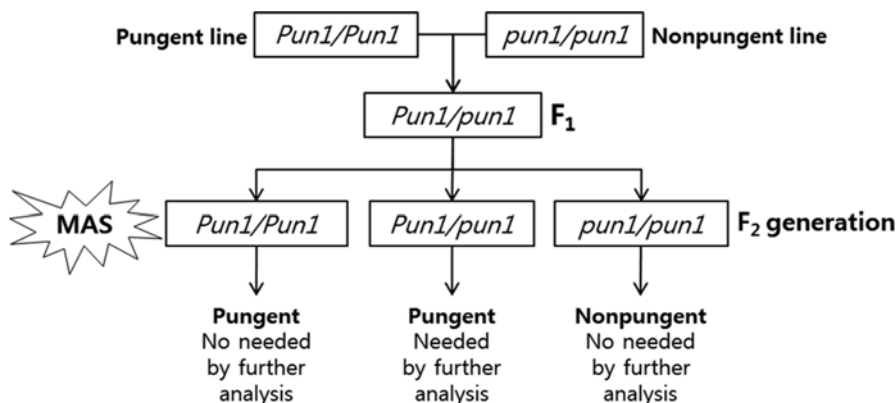 Pungent line Pun1/Pun1 pun1/pun1 Nonpungent line
Pun1/pun1 F1
MAS Pun1/Pun1 Pun1/pun1 pun1/pun1 F2 generation
Pungent
No needed
by further
analysis
Pungent
Needed
by further
analysis
Nonpungent
No needed
by further
analysis